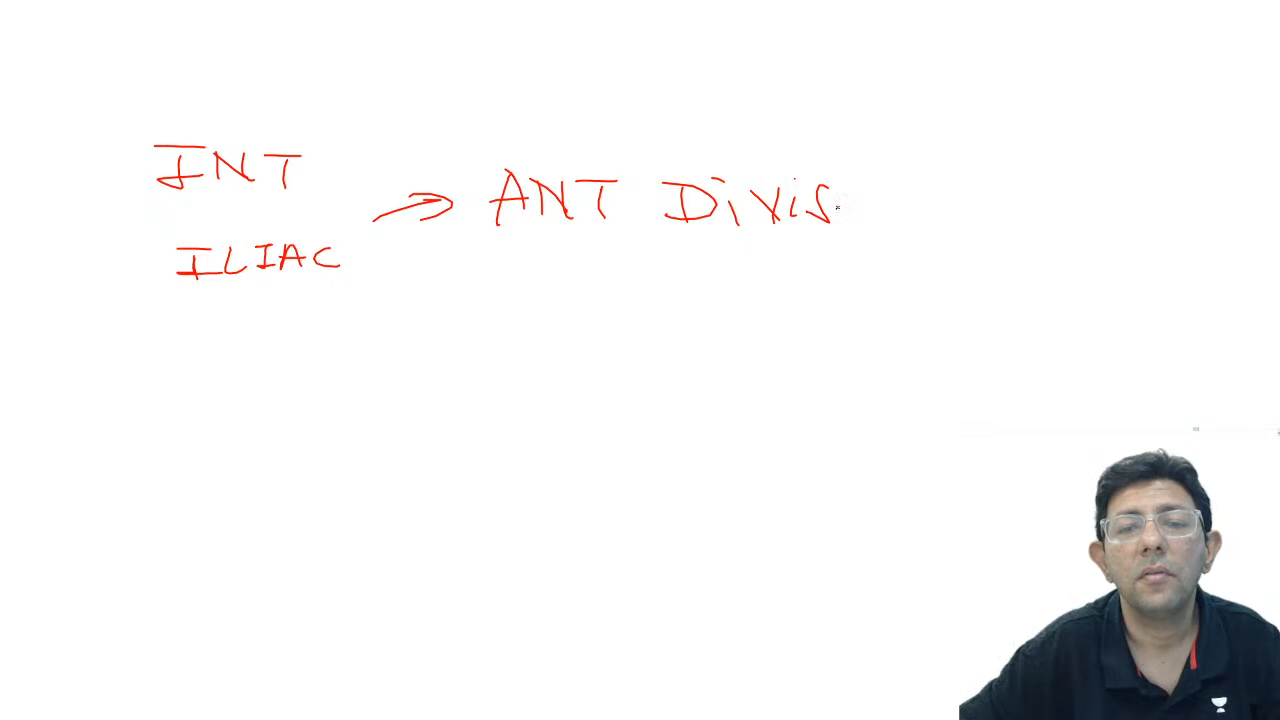 INT
ILIAC
→ ANT DiViS